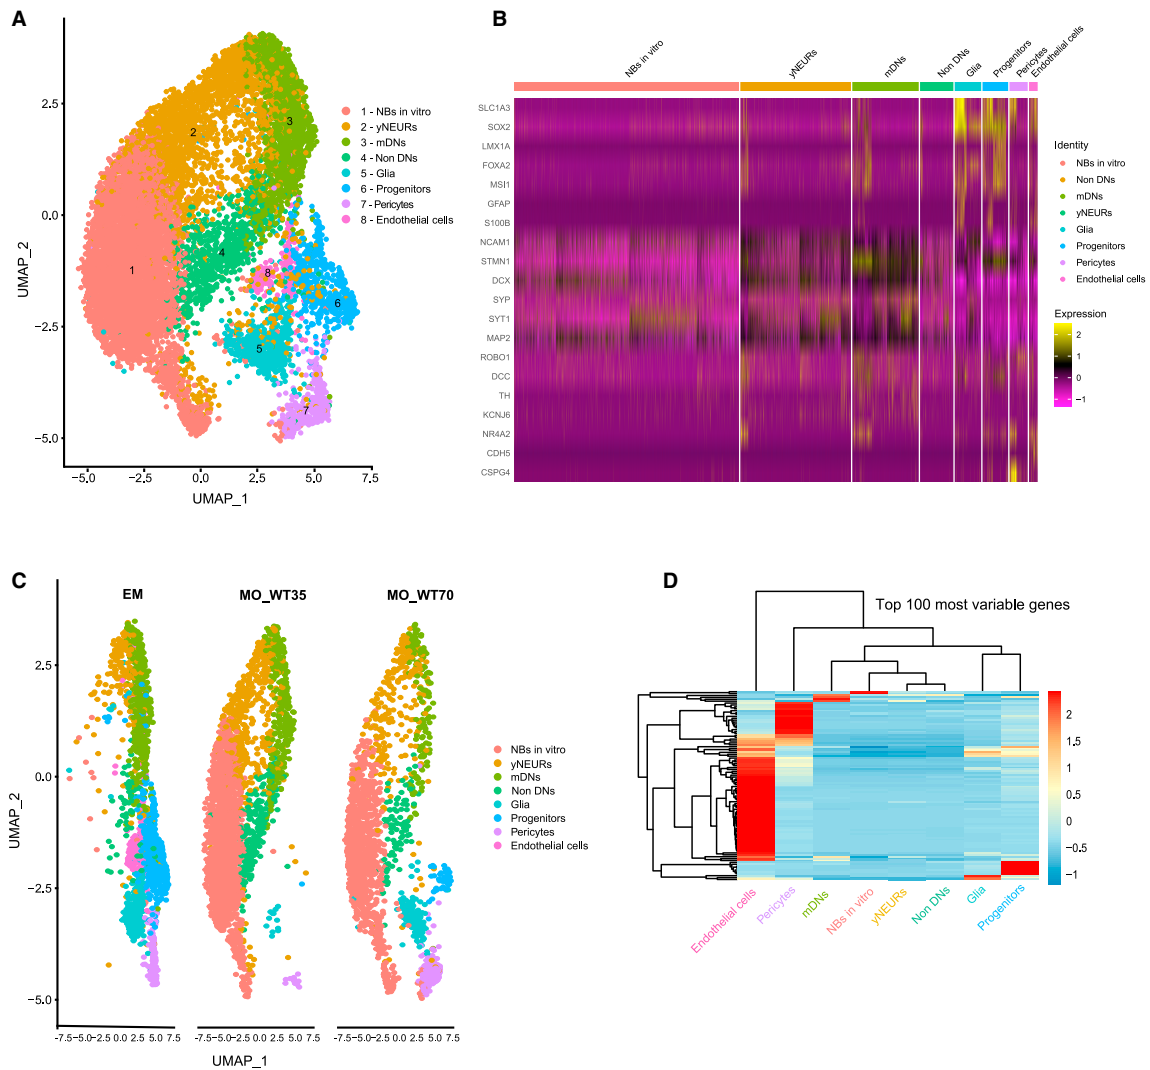 A
2.5
0.0
−2.5
−5.0
UMAP_2
−5.0 −2.5 0.0 2.5 5.0 7.5
UMAP_1
1
2
3
4
5
6
7
8
1 - NBs in vitro
2 - yNEURs
3 - mDNs
4 - Non DNs
5 - Glia
6 - Progenitors
7 - Pericytes
8 - Endothelial cells
B
NBs in vitro
yNEURs
mDNs
Non DNs
Glia
Progenitors
Pericytes
Endothelial cells
SLC1A3
SOX2
LMX1A
FOXA2
MSI1
GFAP
S100B
NCAM1
STMN1
DCX
SYP
SYT1
MAP2
ROBO1
DCC
TH
KCNJ6
NR4A2
CDH5
CSPG4
Identity
NBs in vitro
Non DNs
mDNs
yNEURs
Glia
Progenitors
Pericytes
Endothelial cells
Expression
2
1
0
−1
C
EM MO_WT35 MO_WT70
2.5
0.0
−2.5
−5.0
UMAP_2
−7.5 −5.0 −2.5 0.0 2.5 5.0 7.5 −7.5 −5.0 −2.5 0.0 2.5 5.0 7.5 −7.5 −5.0 −2.5 0.0 2.5 5.0 7.5
UMAP_1
NBs in vitro
yNEURs
mDNs
Non DNs
Glia
Progenitors
Pericytes
Endothelial cells
D
Top 100 most variable genes
2
1.5
1
0.5
0
−0.5
−1
Endothelial cells
Pericytes
mDNs
NBs in vitro
yNEURs
Non DNs
Glia
Progenitors